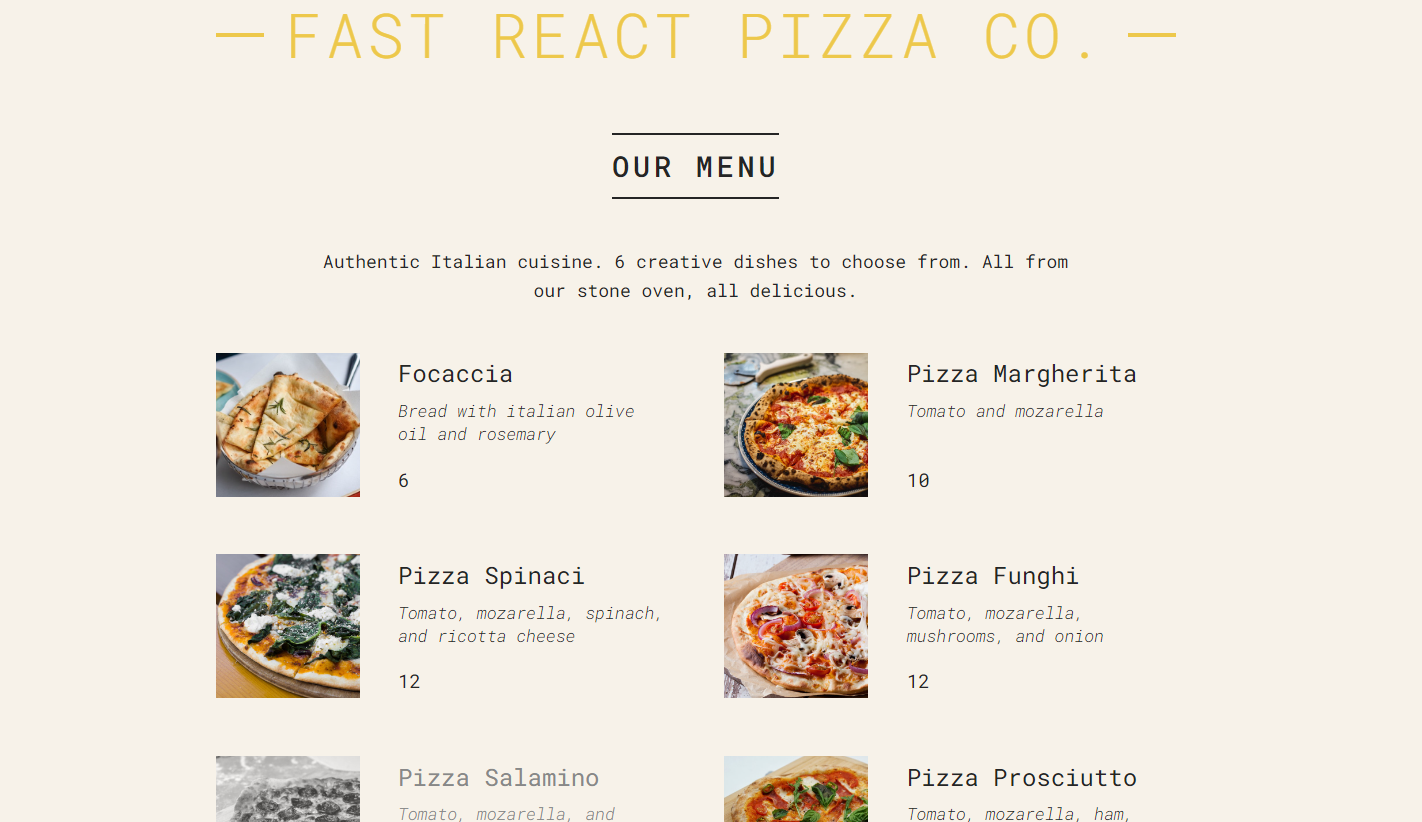 FAST REACT PIZZA CO.
OUR MENU
Authentic Italian cuisine. 6 creative dishes to choose from. All from
our stone oven, all delicious.
Focaccia
Bread with italian olive
oil and rosemary
6
Pizza Margherita
Tomato and mozarella
10
Pizza Spinaci
Tomato, mozarella, spinach,
and ricotta cheese
12
Pizza Funghi
Tomato, mozarella,
mushrooms, and onion
12
Pizza Salamino
Tomato, mozarella, and
Pizza Prosciutto
Tomato, mozarella, ham,